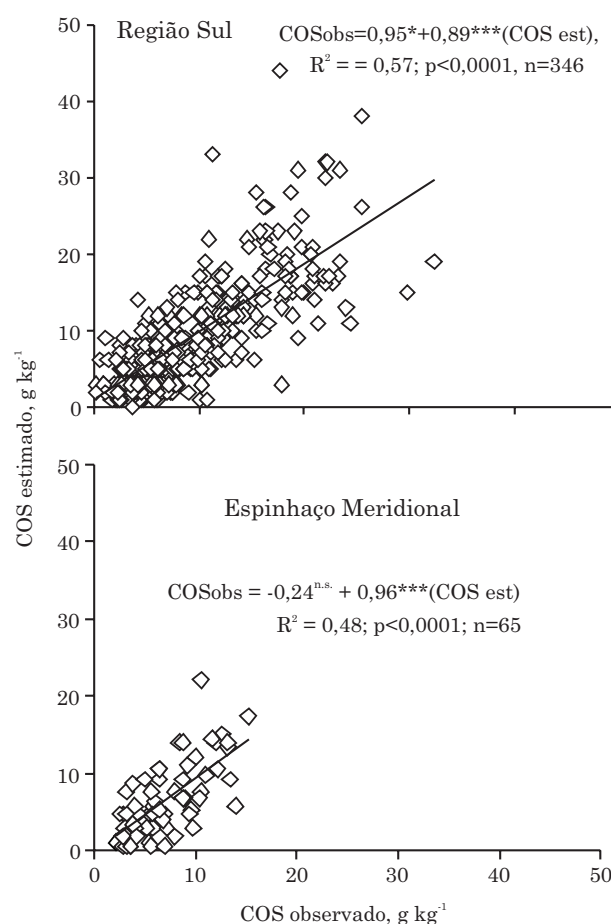 50
Região Sul
COSobs=0,95*+0,89***(COS est),
R² = = 0,57; p<0,0001, n=346
40
30
20
10
0
COS estimado, g kg⁻¹
50
Espinhaço Meridional
40
COSobs = -0,24ⁿ·ˢ· + 0,96***(COS est)
R² = 0,48; p<0,0001; n=65
30
20
10
0
0 10 20 30 40 50
COS observado, g kg⁻¹